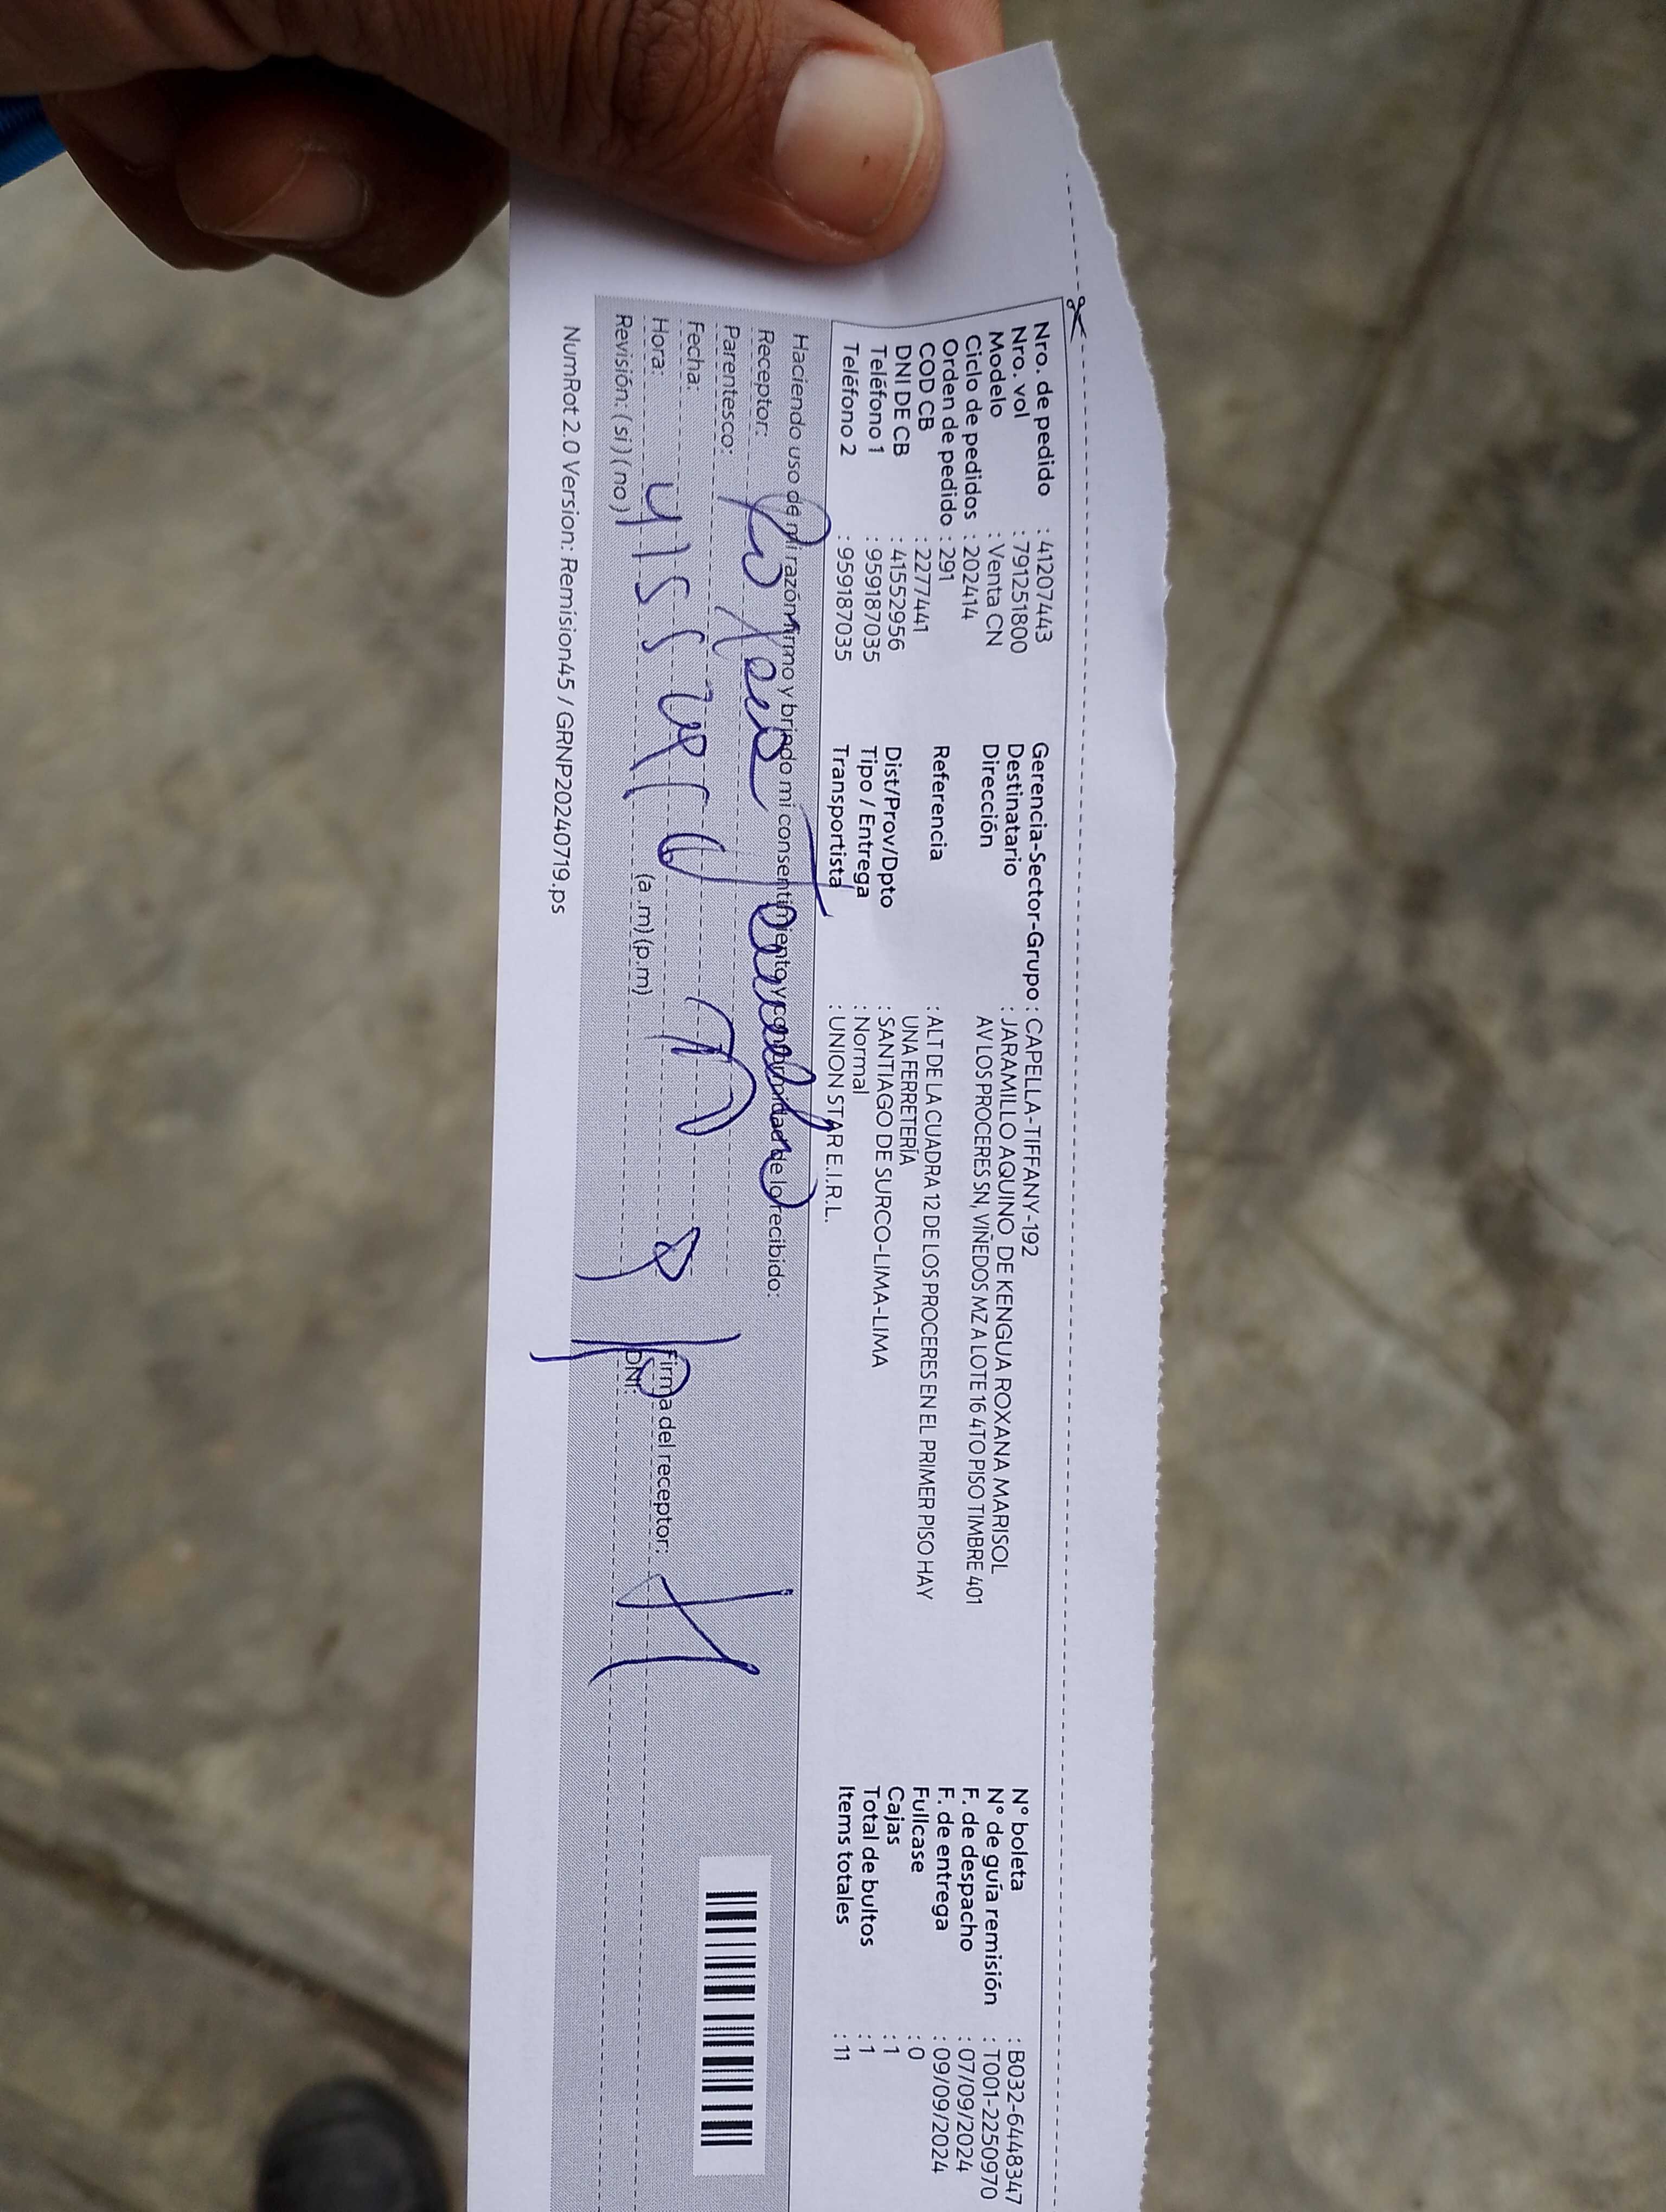 Nro. de pedido : 41207443
Nro. vol : 791251800
Modelo : Venta CN
Ciclo de pedidos : 202414
Orden de pedido : 291
COD CB : 2277441
DNI DE CB : 41552956
Teléfono 1 : 959187035
Teléfono 2 : 959187035
Gerencia-Sector-Grupo : CAPELLA-TIFFANY-192
Destinatario : JARAMILLO AQUINO DE KENGUA ROXANA MARISOL
Dirección AV LOS PROCERES SN, VIÑEDOS MZ A LOTE 16 4TO PISO TIMBRE 401
Referencia : ALT DE LA CUADRA 12 DE LOS PROCERES EN EL PRIMER PISO HAY
UNA FERRETERÍA
Dist/Prov/Dpto : SANTIAGO DE SURCO-LIMA-LIMA
Tipo / Entrega : Normal
Transportista : UNION STAR E.I.R.L.
N° boleta : B032-6448347
N° de guía remisión : T001-2250970
F. de despacho : 07/09/2024
F. de entrega : 09/09/2024
Fullcase : 0
Cajas : 1
Total de bultos : 1
Items totales : 11
Haciendo uso de mi razón firmo y brindo mi consentimiento y conformidad de lo recibido:
Receptor:
Parentesco:
Fecha:
Hora: (a.m) (p.m)
Revisión: ( si ) ( no )
Firma del receptor:
DNI:
NumRot 2.0 Version: Remision45 / GRNP20240719.ps